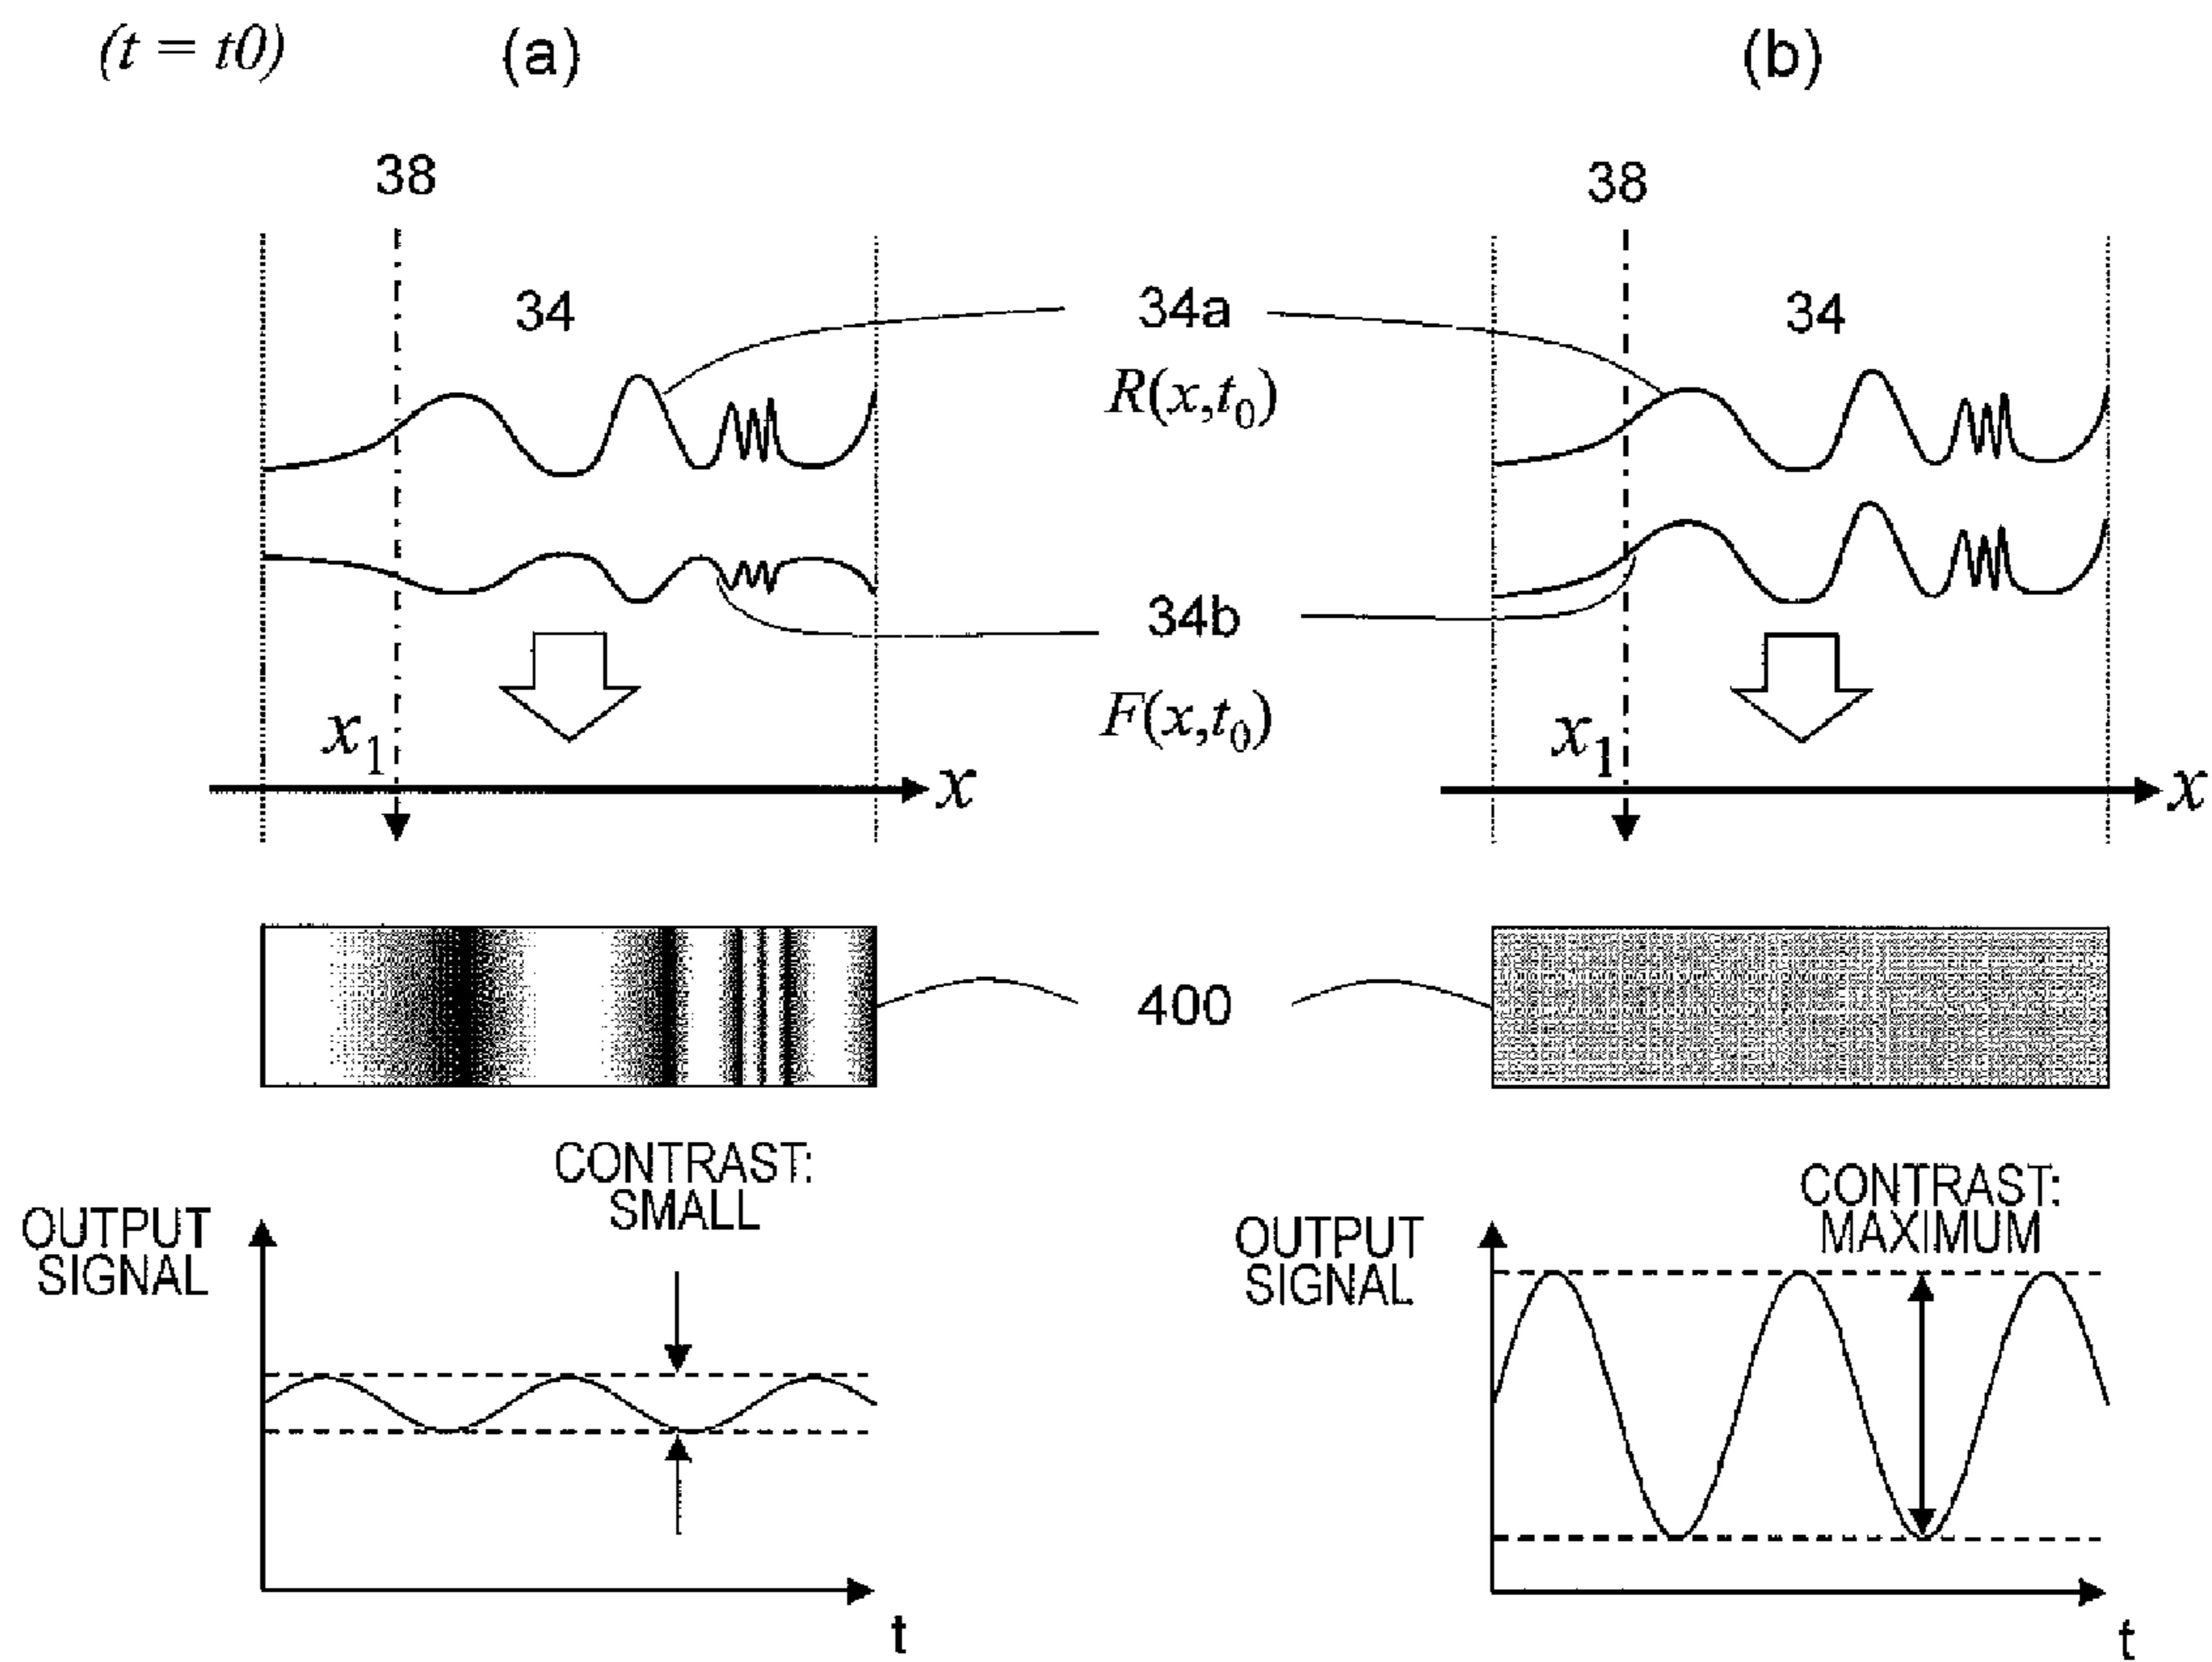 (t = t0)
(a)
(b)
38
38
34
34a
34
R(x,t₀)
34b
F(x,t₀)
x₁
x₁
x
x
400
CONTRAST:
SMALL
CONTRAST:
MAXIMUM
OUTPUT
SIGNAL
OUTPUT
SIGNAL
t
t